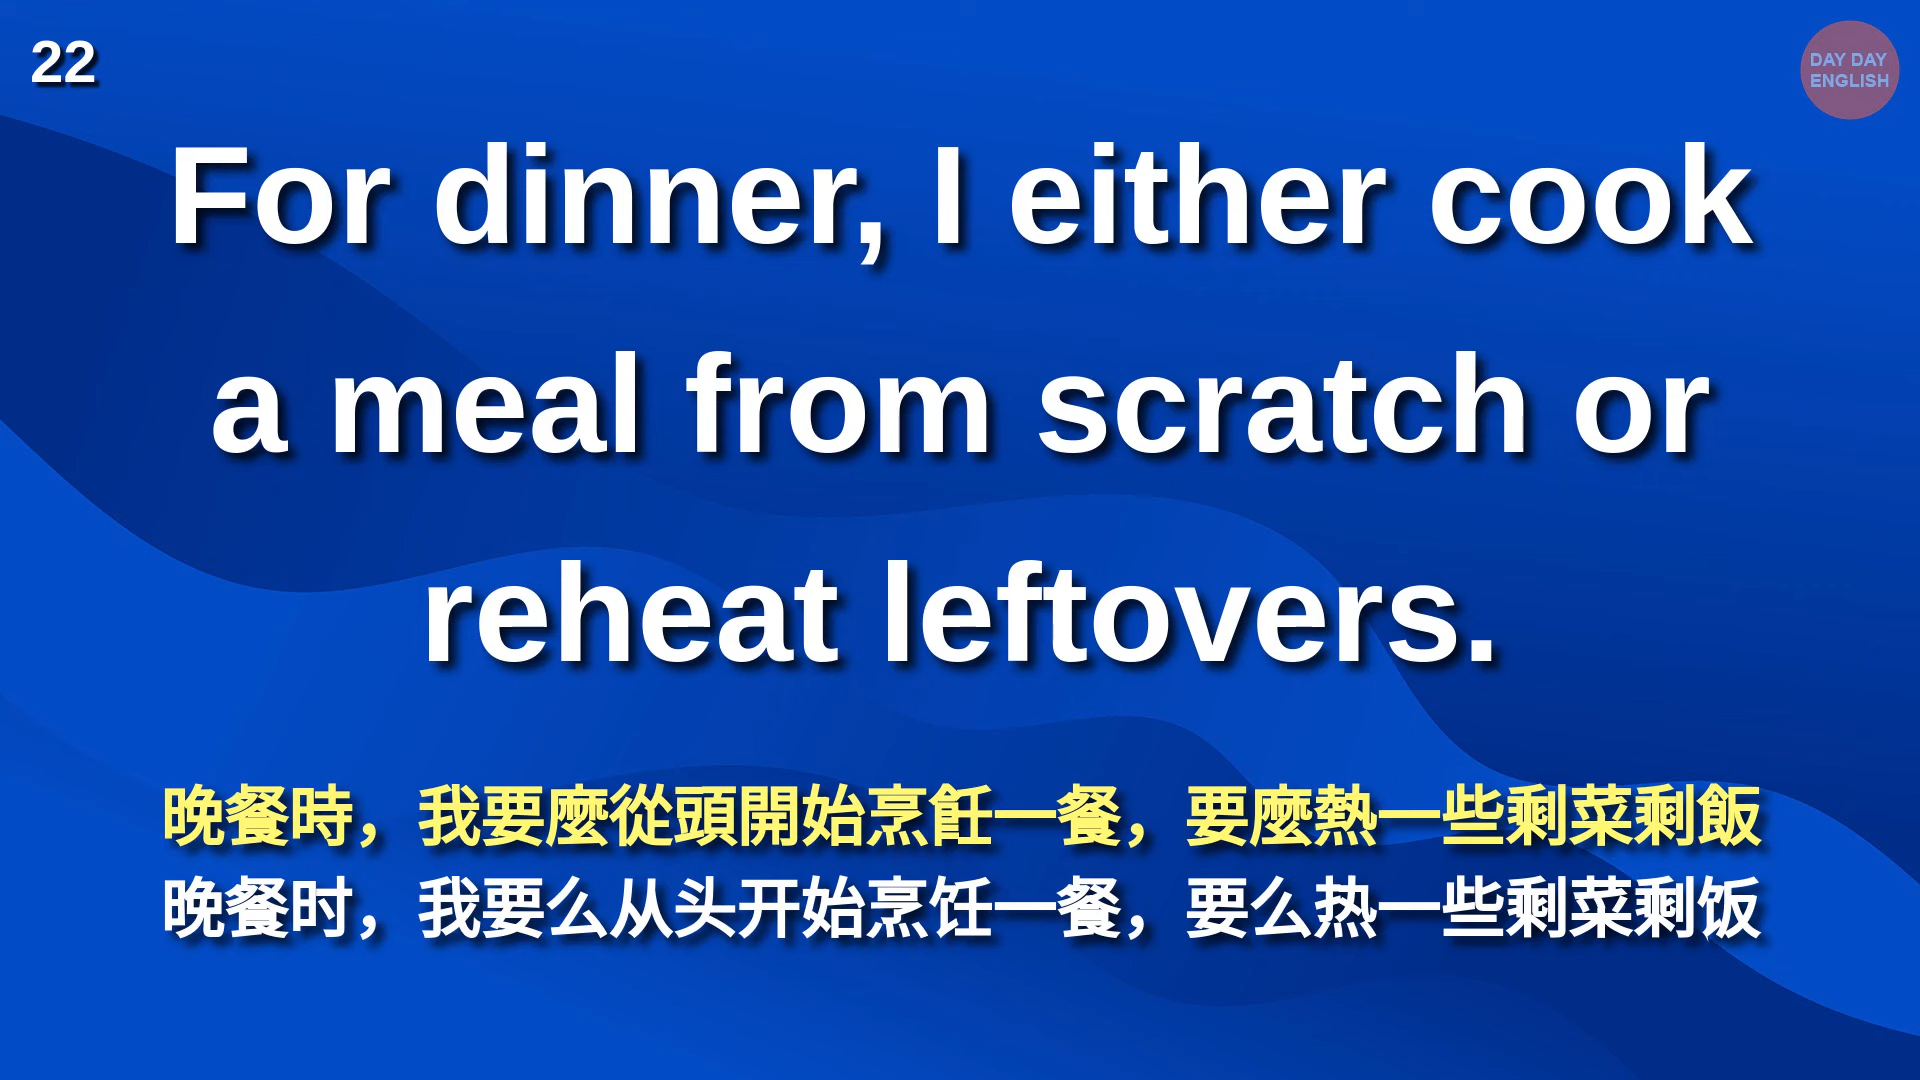 22
DAY DAY
ENGLISH
For dinner, I either cook
a meal from scratch or
reheat leftovers.
晚餐時，我要麼從頭開始烹飪一餐，要麼熱一些剩菜剩飯
晚餐时，我要么从头开始烹饪一餐，要么热一些剩菜剩饭